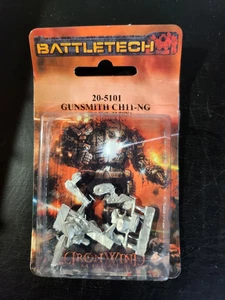 BATTLETECH
20-5101
GUNSMITH CH11-NG
IRON WIND